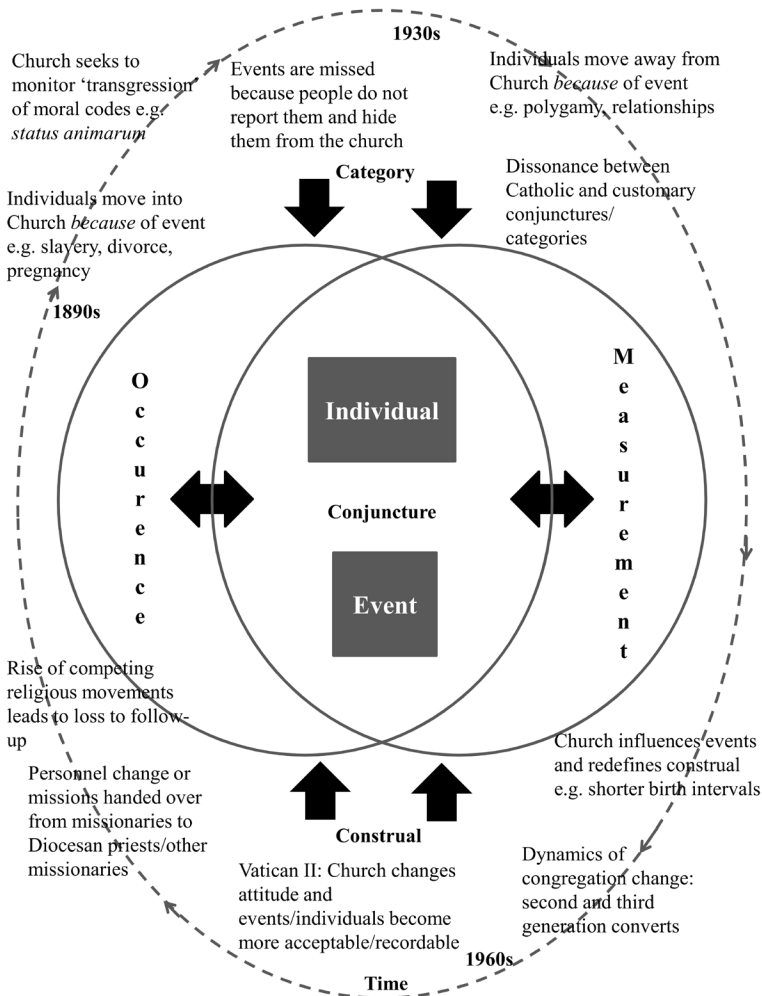 1930s
Church seeks to
monitor ‘transgression’
of moral codes e.g.
status animarum
Events are missed
because people do not
report them and hide
them from the church
Individuals move away from
Church because of event
e.g. polygamy, relationships
Category
Dissonance between
Catholic and customary
conjunctures/
categories
Individuals move into
Church because of event
e.g. slavery, divorce,
pregnancy
1890s
Occurence
Individual
Conjuncture
Event
Measurement
Rise of competing
religious movements
leads to loss to follow-
up
Personnel change or
missions handed over
from missionaries to
Diocesan priests/other
missionaries
Construal
Vatican II: Church changes
attitude and
events/individuals become
more acceptable/recordable
Church influences events
and redefines construal
e.g. shorter birth intervals
Dynamics of
congregation change:
second and third
generation converts
1960s
Time